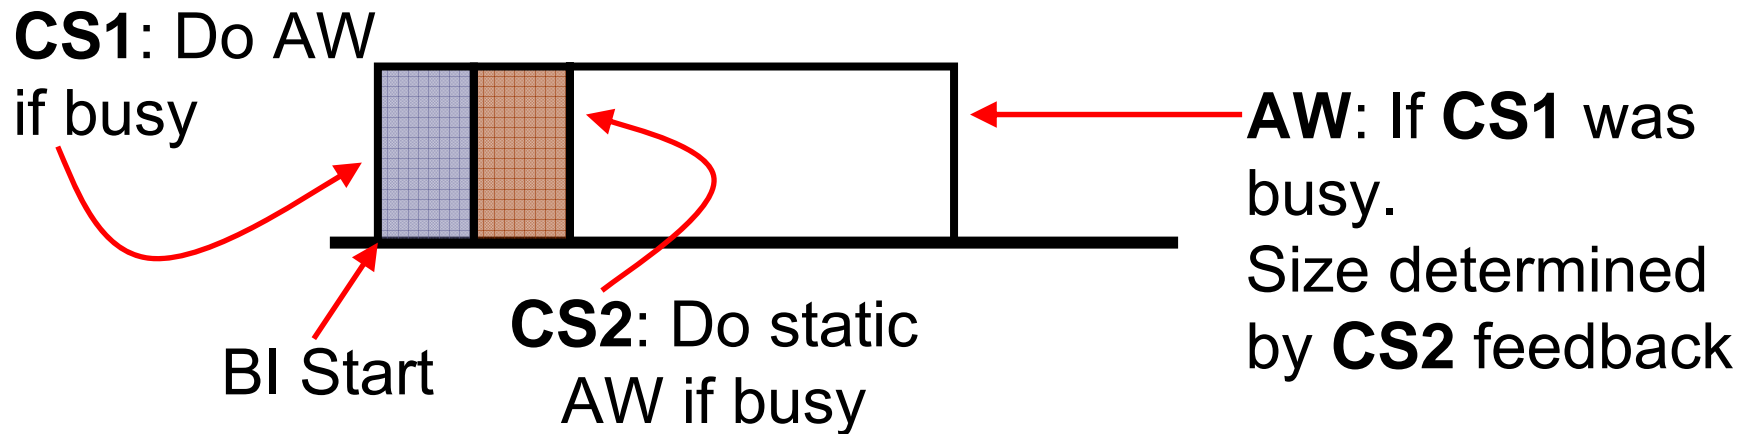 CS1: Do AW
if busy
BI Start
CS2: Do static
AW if busy
AW: If CS1 was
busy.
Size determined
by CS2 feedback